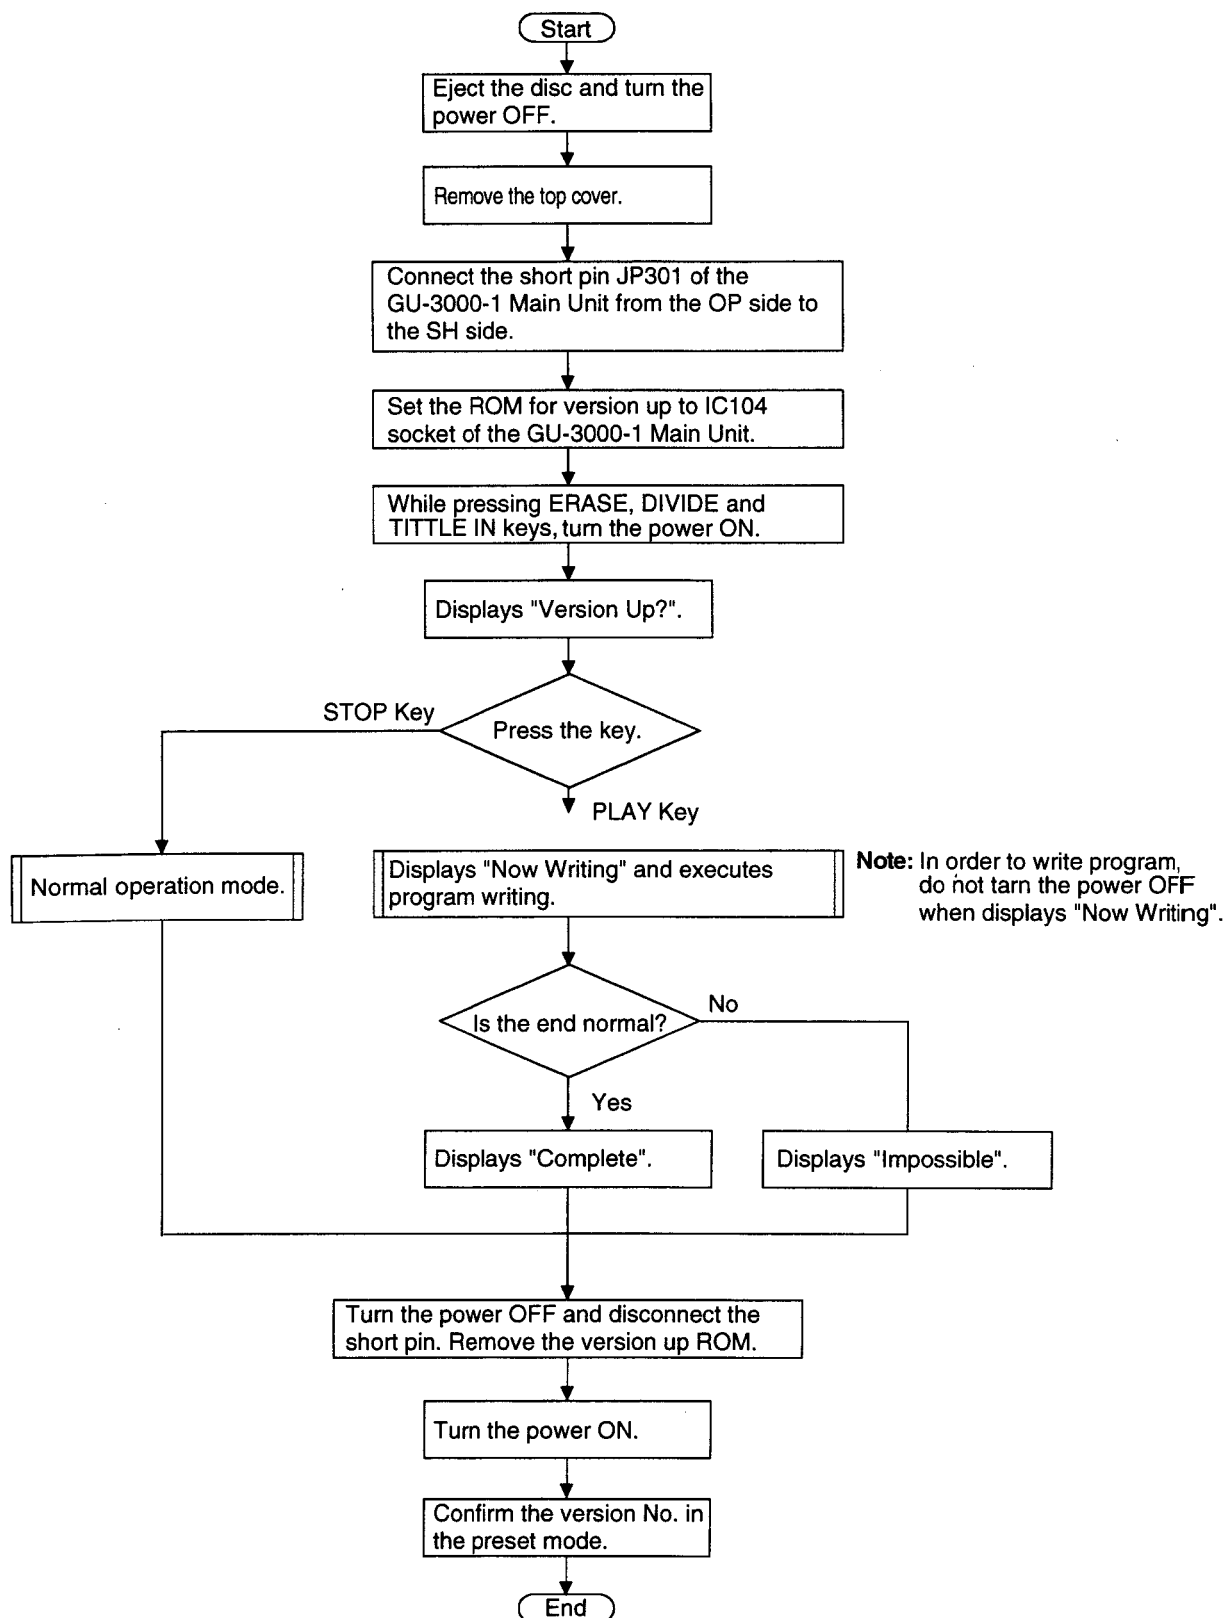 Start
Eject the disc and turn the
power OFF.
Remove the top cover.
Connect the short pin JP301 of the
GU-3000-1 Main Unit from the OP side to
the SH side.
Set the ROM for version up to IC104
socket of the GU-3000-1 Main Unit.
While pressing ERASE, DIVIDE and
TITTLE IN keys, turn the power ON.
Displays "Version Up?".
STOP Key
Press the key.
PLAY Key
Normal operation mode.
Displays "Now Writing" and executes
program writing.
Note: In order to write program,
do not tarn the power OFF
when displays "Now Writing".
Is the end normal?
No
Yes
Displays "Complete".
Displays "Impossible".
Turn the power OFF and disconnect the
short pin. Remove the version up ROM.
Turn the power ON.
Confirm the version No. in
the preset mode.
End